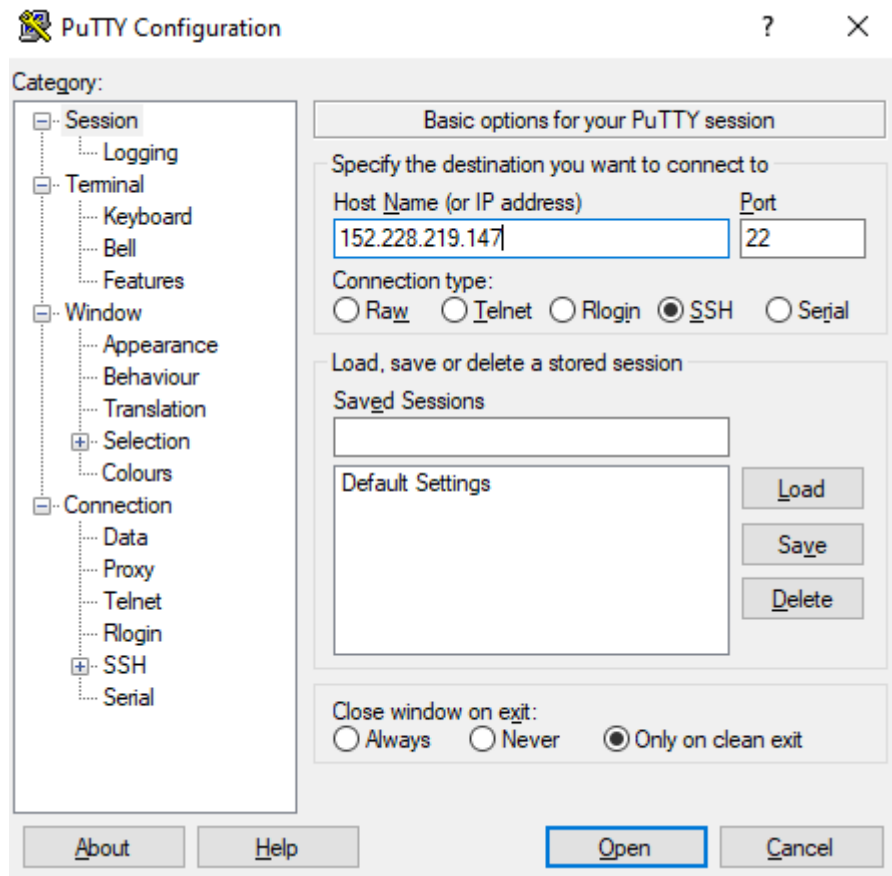 PuTTY Configuration
?
Category:
Session
Logging
Terminal
Keyboard
Bell
Features
Window
Appearance
Behaviour
Translation
Selection
Colours
Connection
Data
Proxy
Telnet
Rlogin
SSH
Serial
Basic options for your PuTTY session
Specify the destination you want to connect to
Host Name (or IP address) Port
152.228.219.147 22
Connection type:
Raw Telnet Rlogin SSH Serial
Load, save or delete a stored session
Saved Sessions
Default Settings
Load
Save
Delete
Close window on exit:
Always Never Only on clean exit
About Help Open Cancel